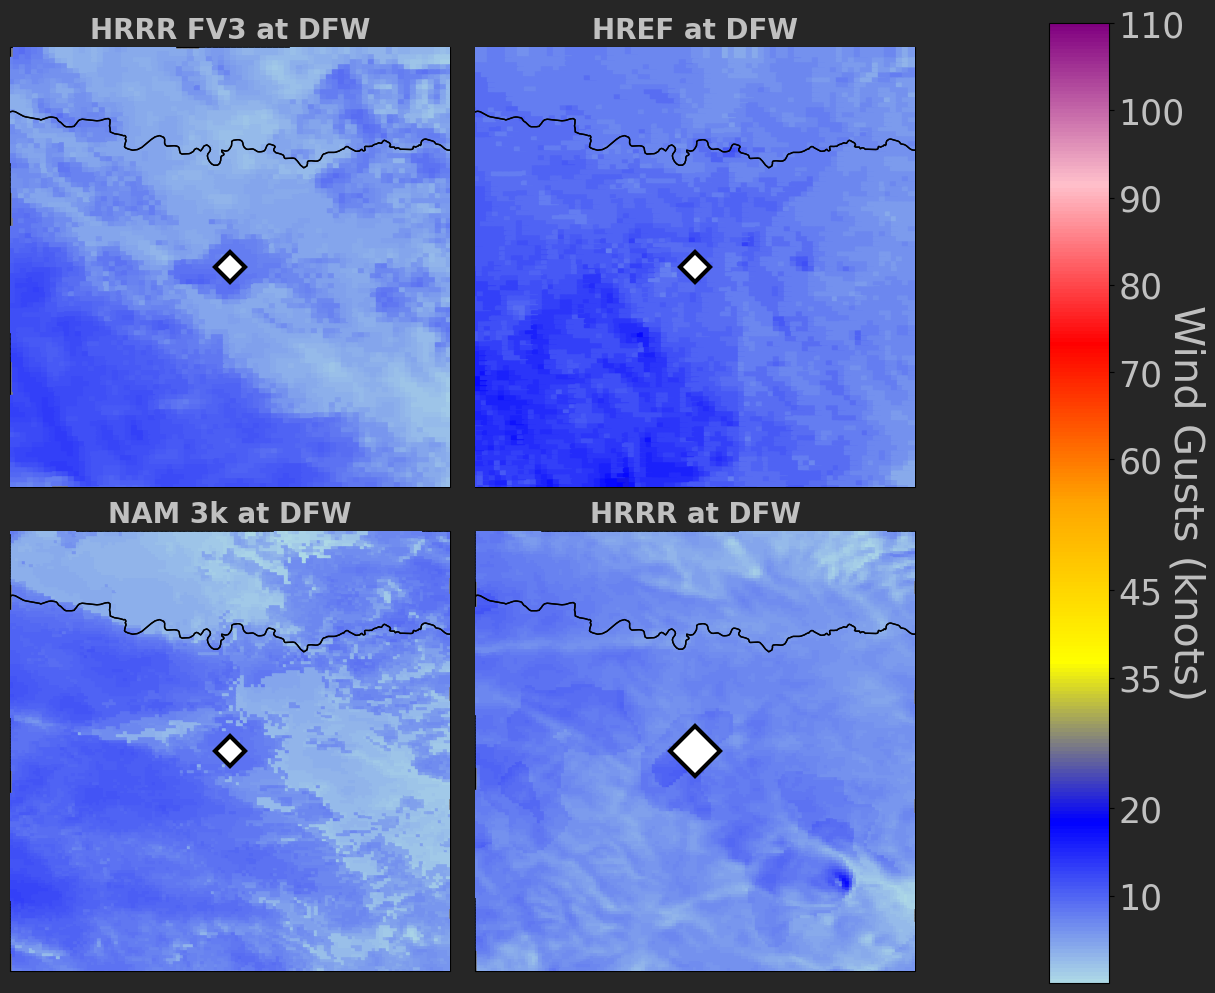 HRRR FV3 at DFW
HREF at DFW
NAM 3k at DFW
HRRR at DFW
110
100
90
80
70
60
45
35
20
10
Wind Gusts (knots)